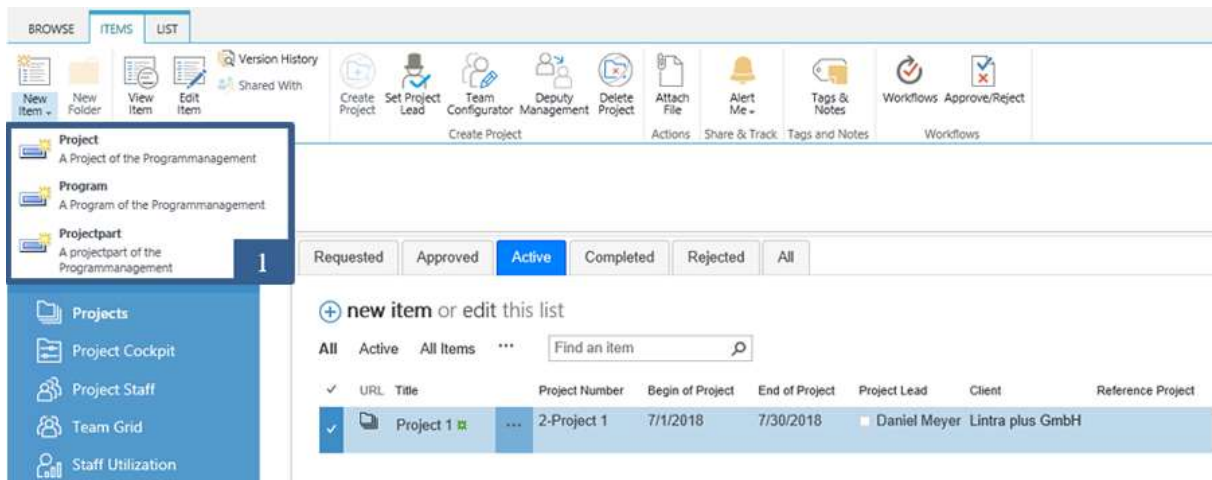 BROWSE ITEMS LIST
Version History
Shared With
New Item
New Folder
View Item
Edit Item
Create Project
Set Project Lead
Team Configurator
Deputy Management
Delete Project
Attach File
Alert Me
Tags & Notes
Workflows
Approve/Reject
Create Project
Actions
Share & Track
Tags and Notes
Workflows
Project
A Project of the Programmanagement
Program
A Program of the Programmanagement
Projectpart
A projectpart of the
Programmanagement
1
Requested Approved Active Completed Rejected All
Projects
Project Cockpit
Project Staff
Team Grid
Staff Utilization
new item or edit this list
All Active All Items ... Find an item
URL Title Project Number Begin of Project End of Project Project Lead Client Reference Project
Project 1 ... 2-Project 1 7/1/2018 7/30/2018 Daniel Meyer Lintra plus GmbH